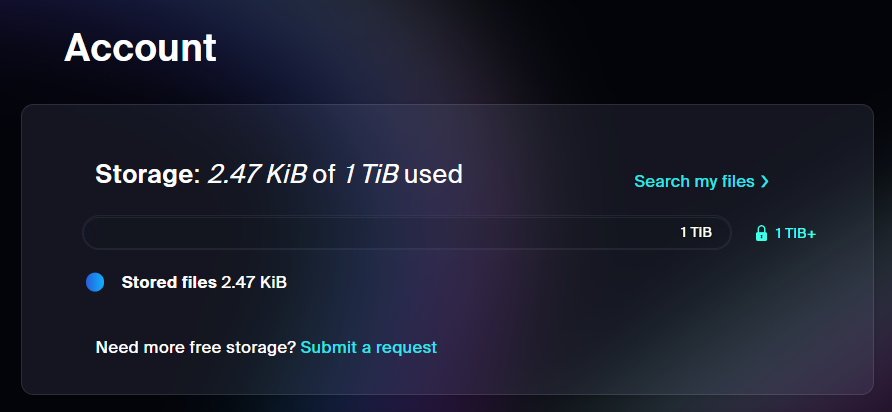 Account
Storage: 2.47 KiB of 1 TiB used
Search my files ❯
1 TIB
1 TIB+
Stored files 2.47 KiB
Need more free storage? Submit a request